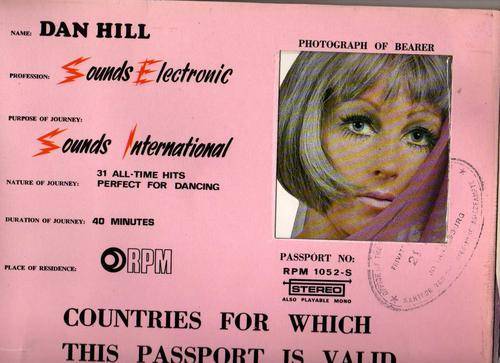 NAME: DAN HILL
PHOTOGRAPH OF BEARER
PROFESSION: Sounds Electronic
PURPOSE OF JOURNEY:
Sounds International
31 ALL-TIME HITS
NATURE OF JOURNEY: PERFECT FOR DANCING
DURATION OF JOURNEY: 40 MINUTES
PLACE OF RESIDENCE: RPM
PASSPORT NO:
RPM 1052-S
STEREO
ALSO PLAYABLE MONO
COUNTRIES FOR WHICH
THIS PASSPORT IS VALID